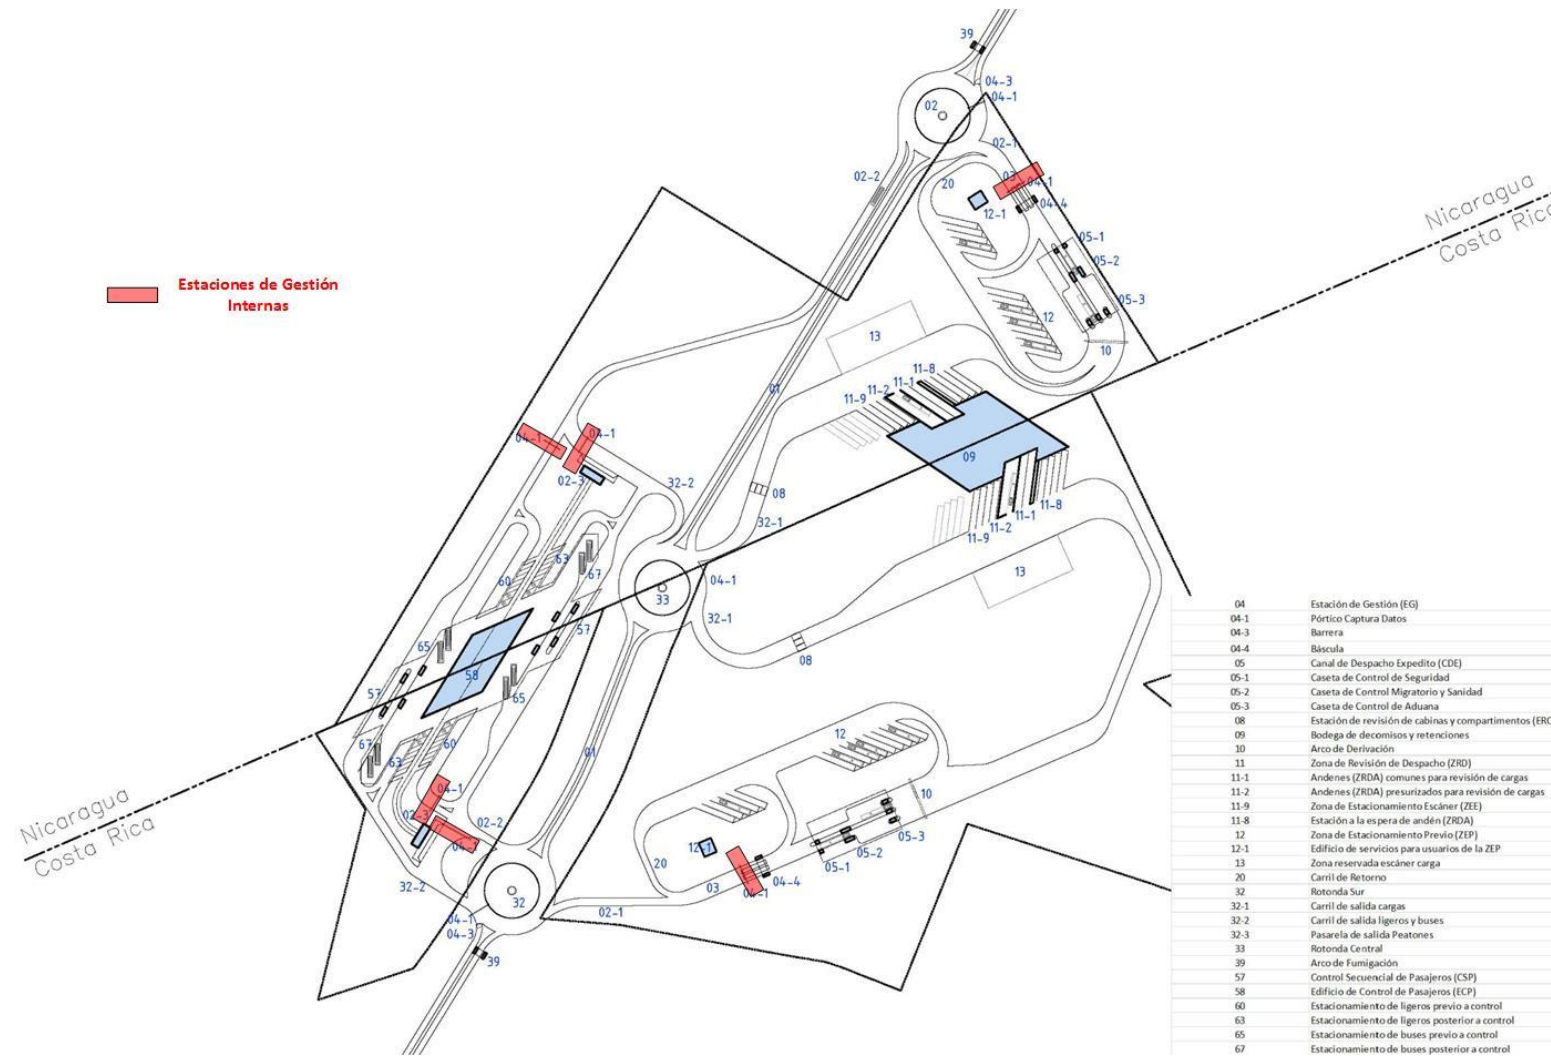 39
04-3
04-1
02
02-1
02-2
20
03
04-1
04-4
12-1
Nicaragua
Costa Rica
05-1
05-2
05-3
Estaciones de Gestión
Internas
12
13
10
11-8
11-1
11-2
11-9
01
04-1
04-1
09
02-3
32-2
08
11-8
11-1
11-2
11-9
32-1
63
60
67
33
04-1
13
32-1
57
65
08
58
57
65
67
60
63
01
12
04-1
10
Nicaragua
Costa Rica
02-3
02-2
05-3
05-2
05-1
12-1
20
03
04-4
04-1
32-2
32
02-1
04-1
04-3
39
04 Estación de Gestión (EG)
04-1 Pórtico Captura Datos
04-3 Barrera
04-4 Báscula
05 Canal de Despacho Expedito (CDE)
05-1 Caseta de Control de Seguridad
05-2 Caseta de Control Migratorio y Sanidad
05-3 Caseta de Control de Aduana
08 Estación de revisión de cabinas y compartimentos (ERC
09 Bodega de decomisos y retenciones
10 Arco de Derivación
11 Zona de Revisión de Despacho (ZRD)
11-1 Andenes (ZRDA) comunes para revisión de cargas
11-2 Andenes (ZRDA) presurizados para revisión de cargas
11-9 Zona de Estacionamiento Escáner (ZEE)
11-8 Estación a la espera de andén (ZRDA)
12 Zona de Estacionamiento Previo (ZEP)
12-1 Edificio de servicios para usuarios de la ZEP
13 Zona reservada escáner carga
20 Carril de Retorno
32 Rotonda Sur
32-1 Carril de salida cargas
32-2 Carril de salida ligeros y buses
32-3 Pasarela de salida Peatones
33 Rotonda Central
39 Arco de Fumigación
57 Control Secuencial de Pasajeros (CSP)
58 Edificio de Control de Pasajeros (ECP)
60 Estacionamiento de ligeros previo a control
63 Estacionamiento de ligeros posterior a control
65 Estacionamiento de buses previo a control
67 Estacionamiento de buses posterior a control